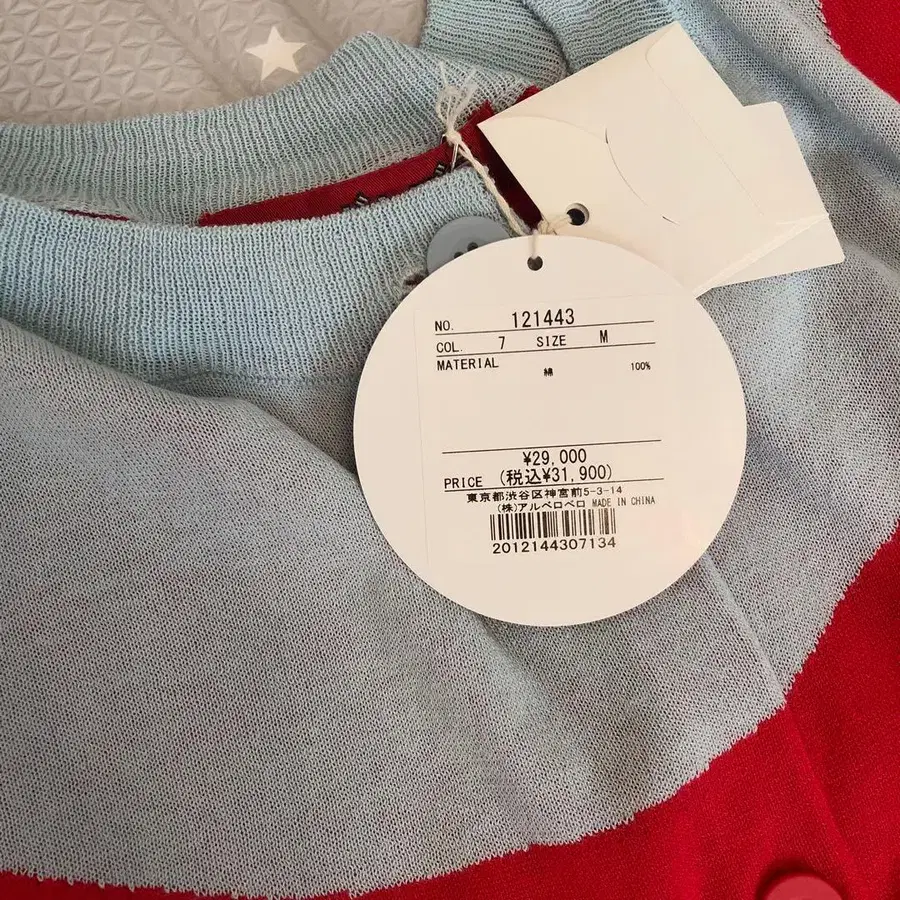 NO. 121443
COL. 7 SIZE M
MATERIAL
綿 100%
¥29,000
PRICE (税込¥31,900)
東京都渋谷区神宮前5-3-14
(株)アルベロベロ MADE IN CHINA
2012144307134